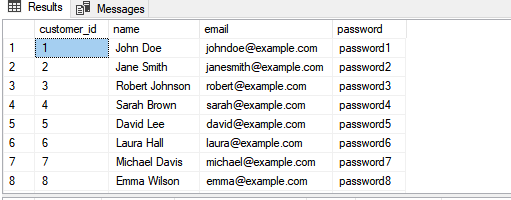 Results Messages
customer_id name email password
1 1 John Doe johndoe@example.com password1
2 2 Jane Smith janesmith@example.com password2
3 3 Robert Johnson robert@example.com password3
4 4 Sarah Brown sarah@example.com password4
5 5 David Lee david@example.com password5
6 6 Laura Hall laura@example.com password6
7 7 Michael Davis michael@example.com password7
8 8 Emma Wilson emma@example.com password8